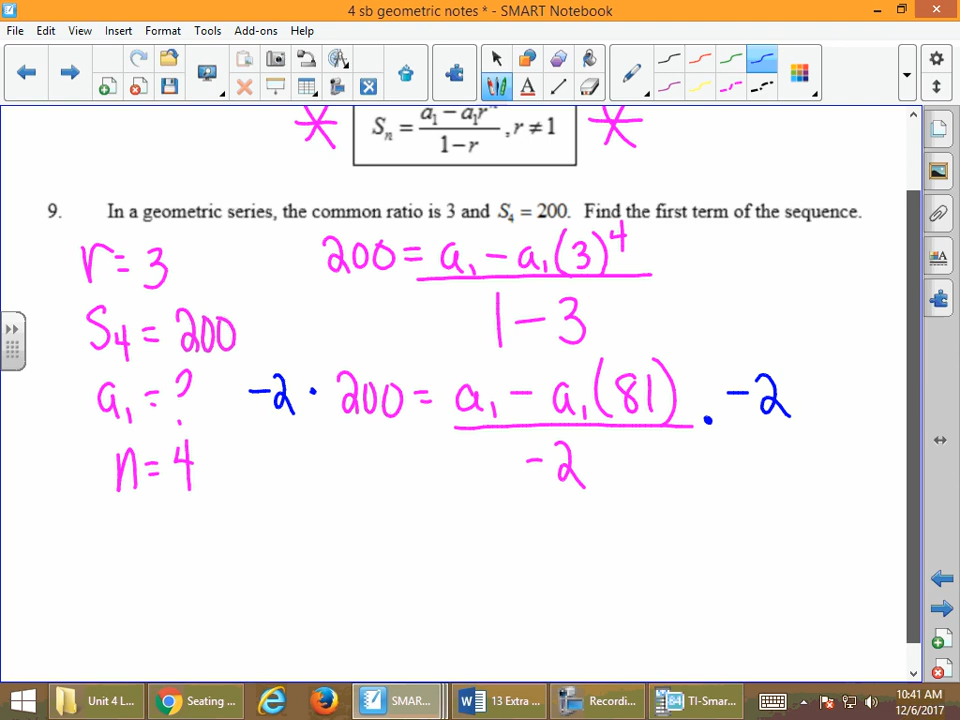 4 sb geometric notes * - SMART Notebook
File Edit View Insert Format Tools Add-ons Help
Sₙ = (a₁ − a₁rⁿ)/(1 − r), r ≠ 1
9. In a geometric series, the common ratio is 3 and S₄ = 200. Find the first term of the sequence.
r = 3
200 = (a₁ − a₁(3)⁴)/(1 − 3)
S₄ = 200
a₁ = ?
-2 · 200 = (a₁ − a₁(81))/(-2) · -2
n = 4
Unit 4 L... Seating ... SMAR... 13 Extra ... Recordi... TI-Smar...
10:41 AM
12/6/2017